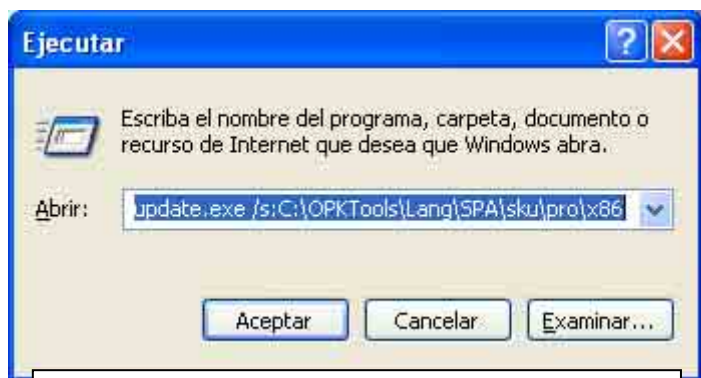 Ejecutar
Escriba el nombre del programa, carpeta, documento o
recurso de Internet que desea que Windows abra.
Abrir:
update.exe /s:C:\OPKTools\Lang\SPA\sku\pro\x86
Aceptar
Cancelar
Examinar...